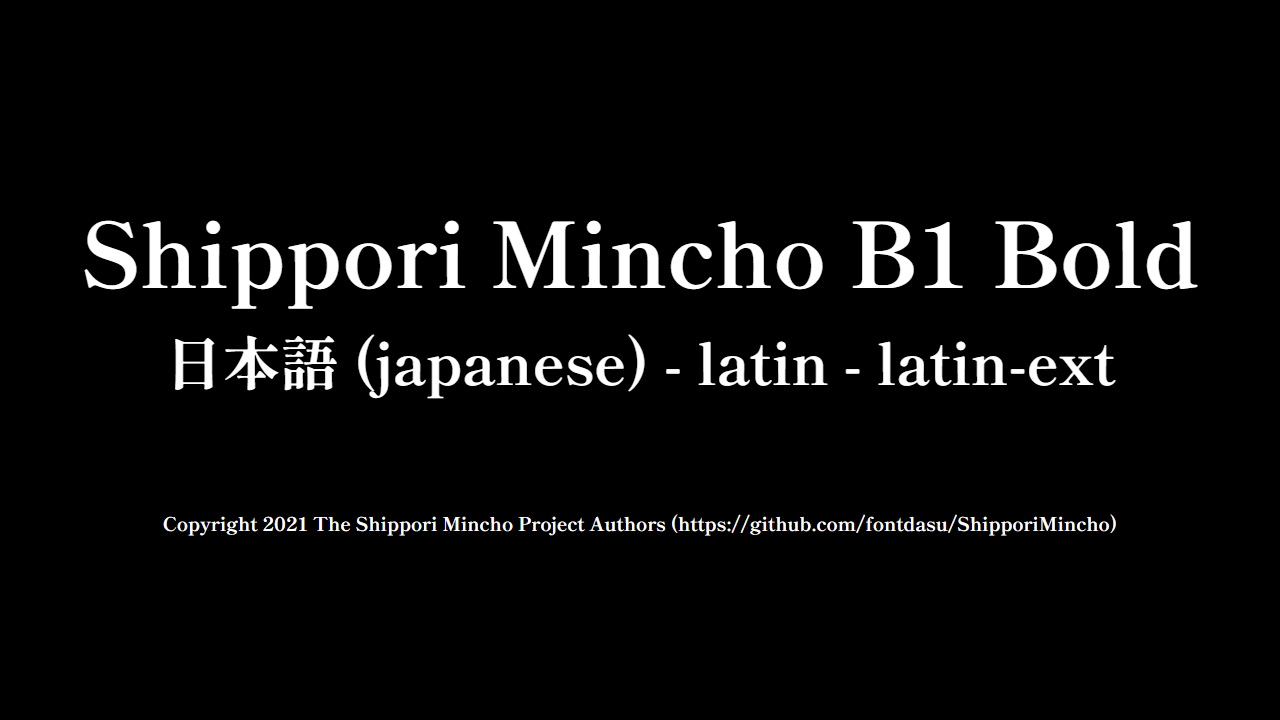 Shippori Mincho B1 Bold
日本語 (japanese) - latin - latin-ext
Copyright 2021 The Shippori Mincho Project Authors (https://github.com/fontdasu/ShipporiMincho)